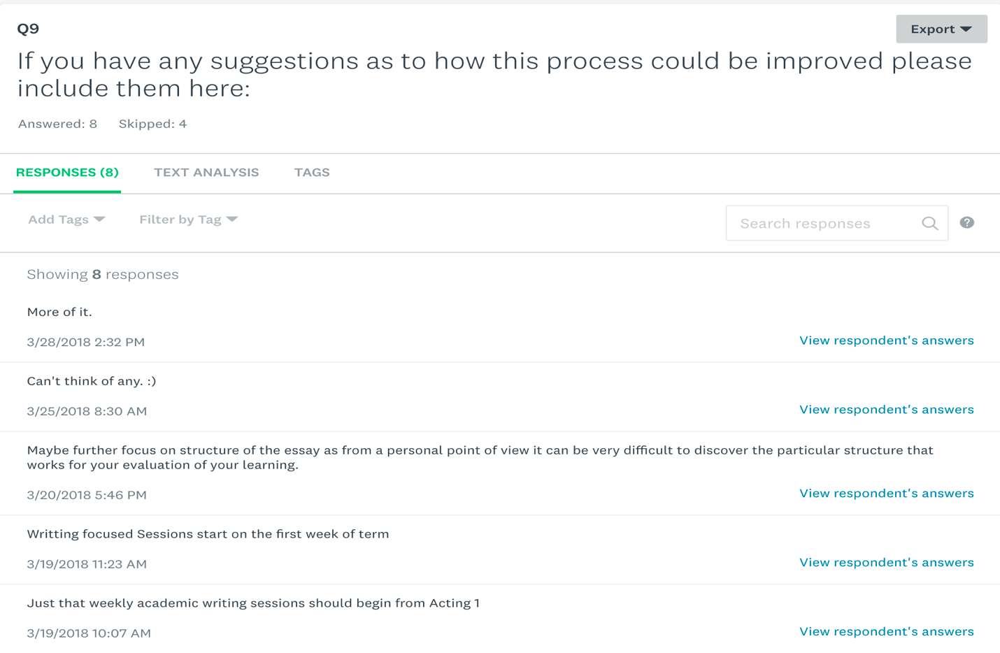 Q9
Export
If you have any suggestions as to how this process could be improved please
include them here:
Answered: 8 Skipped: 4
RESPONSES (8) TEXT ANALYSIS TAGS
Add Tags Filter by Tag Search responses ?
Showing 8 responses
More of it.
3/28/2018 2:32 PM View respondent's answers
Can't think of any. :)
3/25/2018 8:30 AM View respondent's answers
Maybe further focus on structure of the essay as from a personal point of view it can be very difficult to discover the particular structure that
works for your evaluation of your learning.
3/20/2018 5:46 PM View respondent's answers
Writting focused Sessions start on the first week of term
3/19/2018 11:23 AM View respondent's answers
Just that weekly academic writing sessions should begin from Acting 1
3/19/2018 10:07 AM View respondent's answers